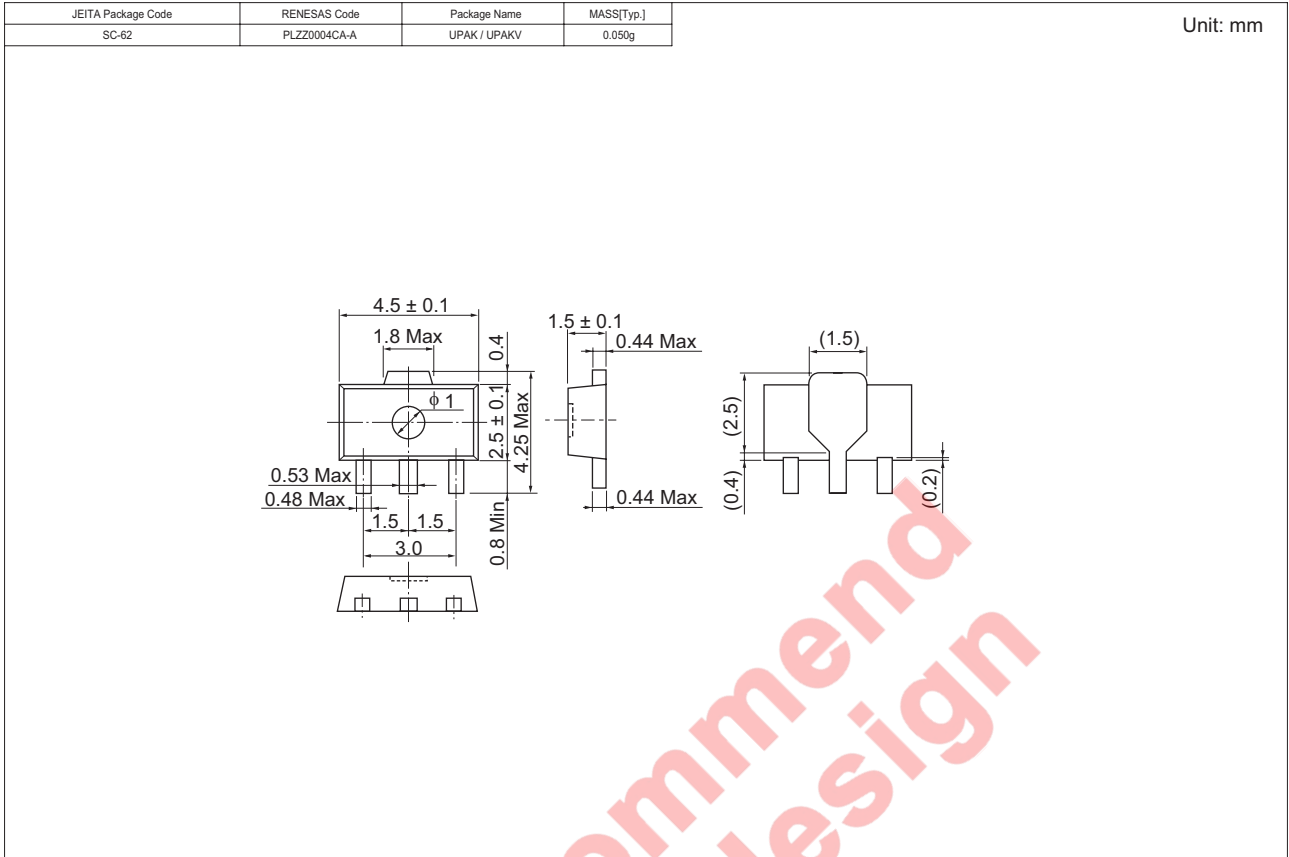 JEITA Package Code RENESAS Code Package Name MASS[Typ.]
SC-62 PLZZ0004CA-A UPAK / UPAKV 0.050g
Unit: mm
4.5 ± 0.1
1.8 Max
0.4
ϕ 1
2.5 ± 0.1
4.25 Max
0.53 Max
0.48 Max
1.5 1.5
3.0
0.8 Min
1.5 ± 0.1
0.44 Max
0.44 Max
(1.5)
(2.5)
(0.4)
(0.2)
ommend
design